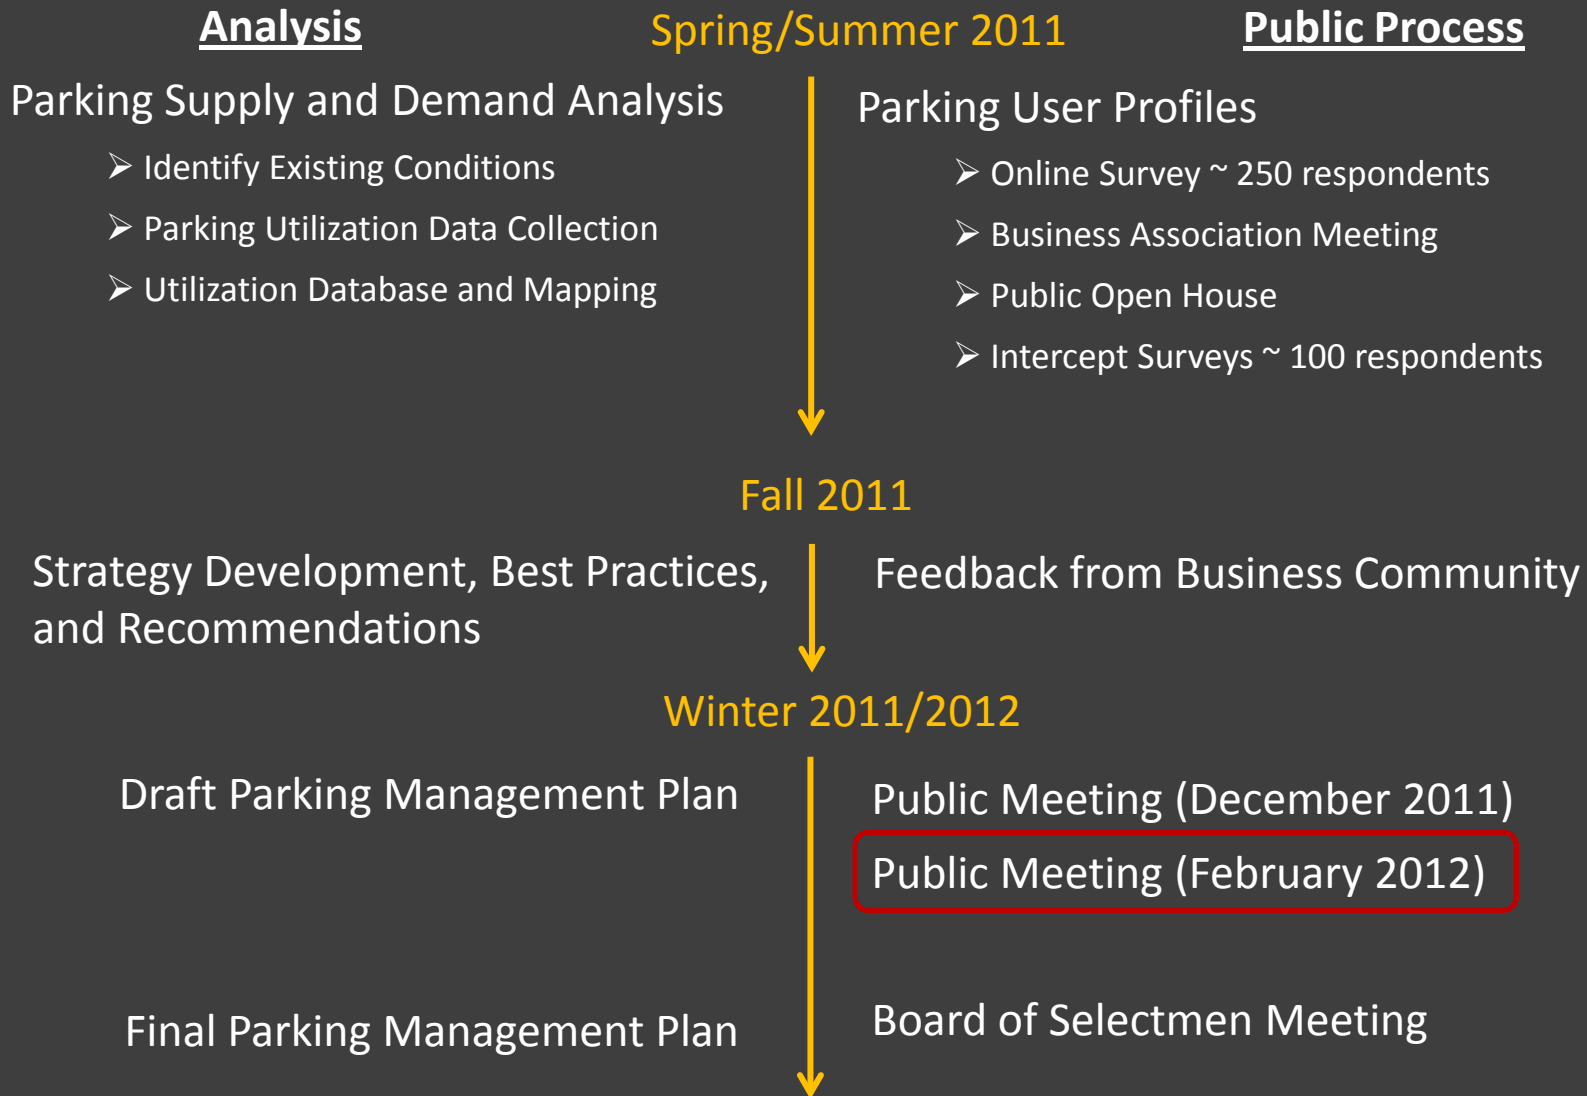 Analysis
Spring/Summer 2011
Public Process
Parking Supply and Demand Analysis
➢ Identify Existing Conditions
➢ Parking Utilization Data Collection
➢ Utilization Database and Mapping
Parking User Profiles
➢ Online Survey ~ 250 respondents
➢ Business Association Meeting
➢ Public Open House
➢ Intercept Surveys ~ 100 respondents
Fall 2011
Strategy Development, Best Practices,
and Recommendations
Feedback from Business Community
Winter 2011/2012
Draft Parking Management Plan
Public Meeting (December 2011)
Public Meeting (February 2012)
Final Parking Management Plan
Board of Selectmen Meeting